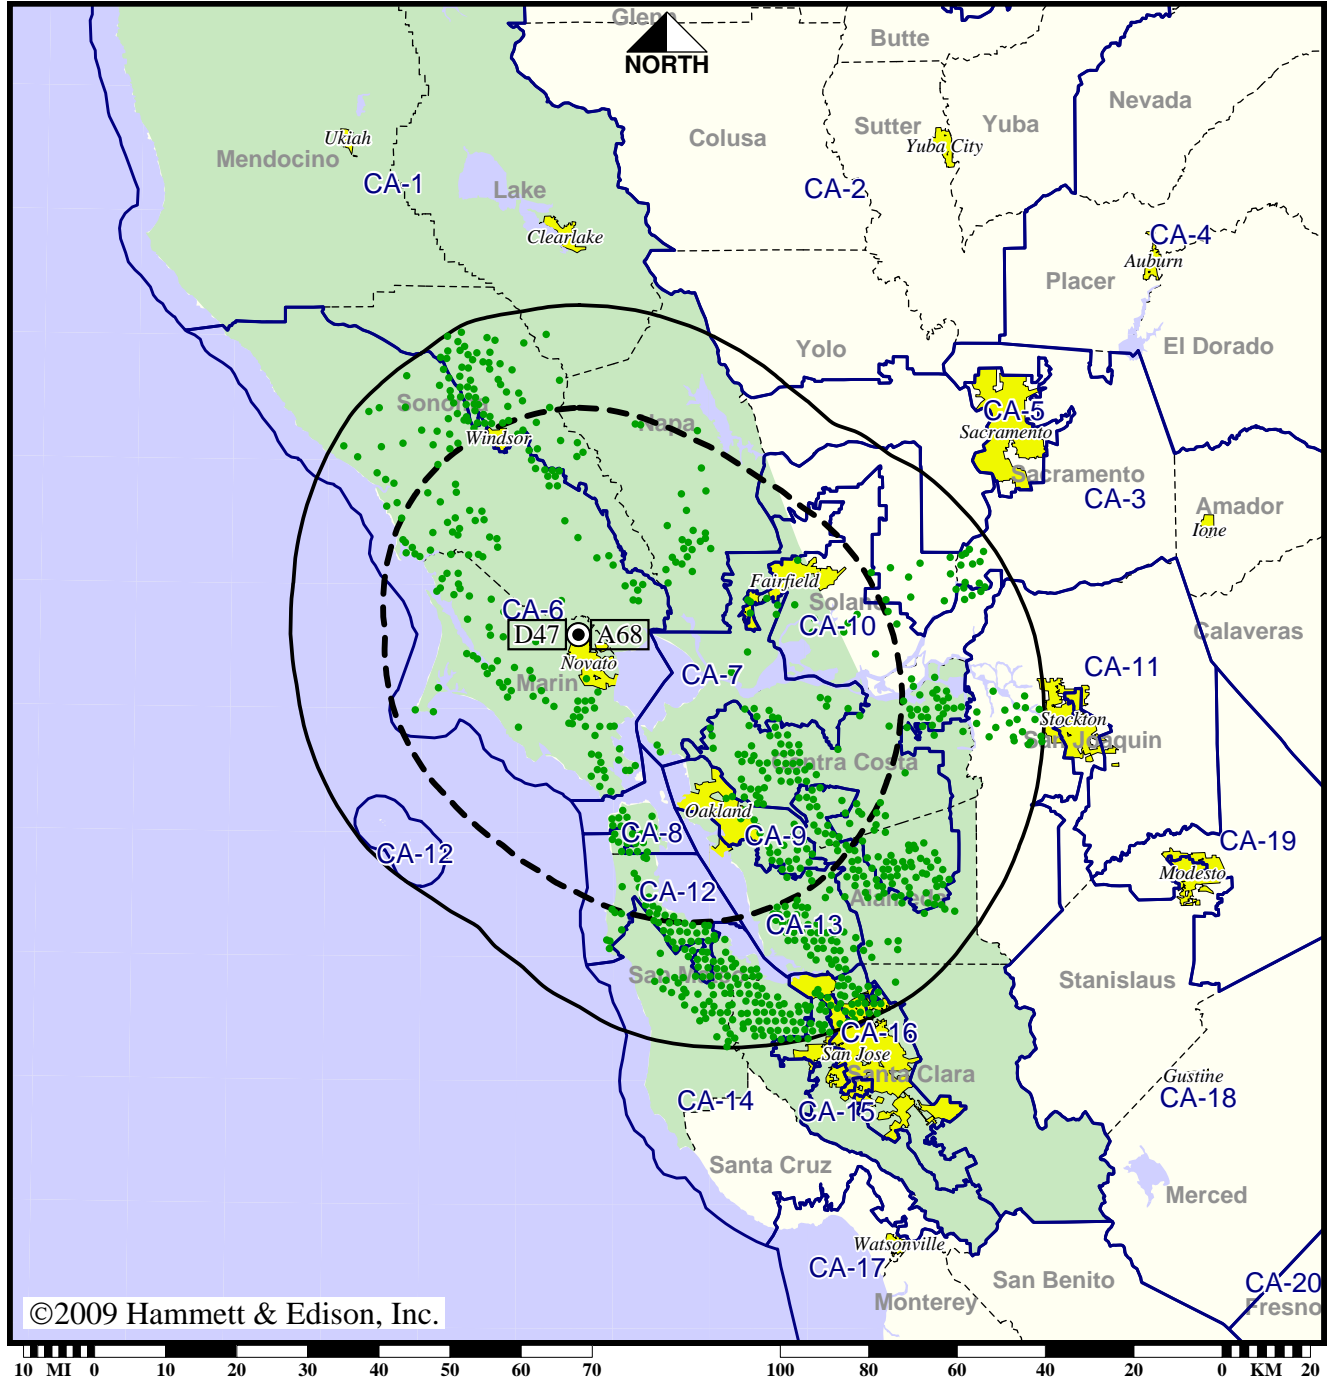 Glenn
NORTH
Butte
Nevada
Colusa
Sutter
Yuba
Ukiah
Yuba City
Mendocino
CA-1
Lake
CA-2
Clearlake
CA-4
Auburn
Placer
Yolo
El Dorado
Sonoma
Napa
CA-5
Windsor
Sacramento
Sacramento
CA-3
Amador
Ione
Fairfield
Solano
CA-6
CA-10
D47
A68
Calaveras
Novato
Marin
CA-7
CA-11
Stockton
San Joaquin
Contra Costa
Oakland
CA-8
CA-9
CA-19
CA-12
Modesto
CA-12
Alameda
CA-13
San Mateo
Stanislaus
CA-16
San Jose
Santa Clara
Gustine
CA-14
CA-15
CA-18
Santa Cruz
Merced
Watsonville
CA-17
San Benito
CA-20
Monterey
Fresno
©2009 Hammett & Edison, Inc.
10 MI 0 10 20 30 40 50 60 70
100 80 60 40 20 0 KM 20